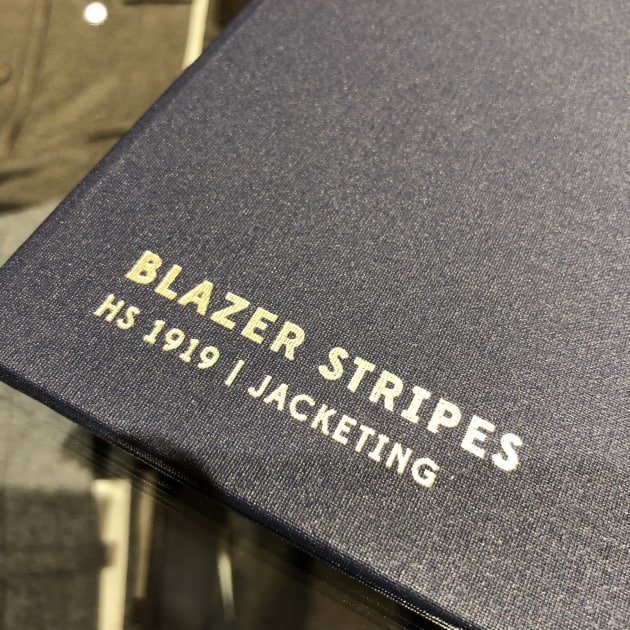 BLAZER STRIPES
HS 1919 | JACKETING